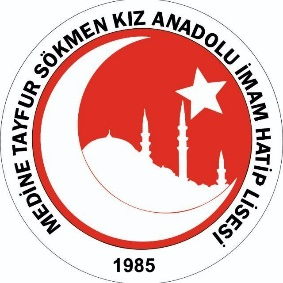 MEDİNE TAYFUR SÖKMEN KIZ ANADOLU İMAM HATİP LİSESİ
1985